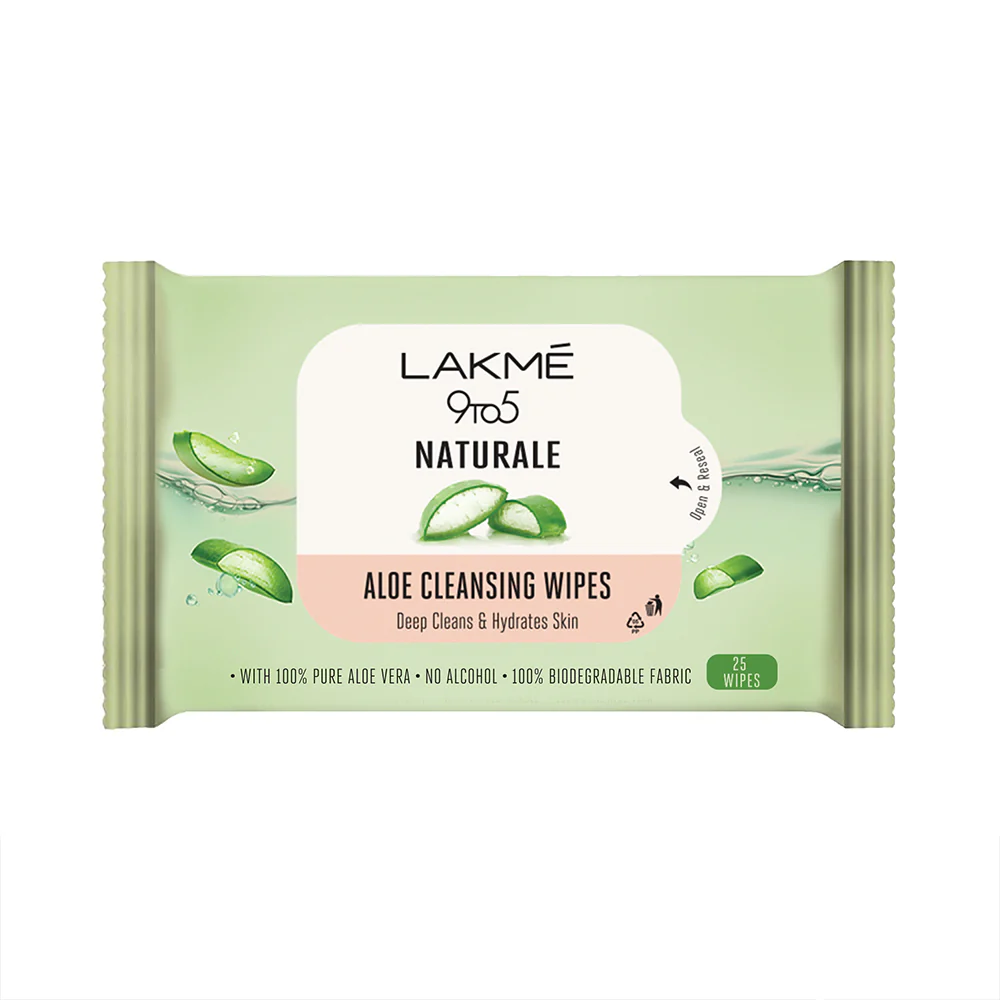 LAKMÉ
9TO5
NATURALE
Open & Reseal
ALOE CLEANSING WIPES
Deep Cleans & Hydrates Skin
PP
• WITH 100% PURE ALOE VERA • NO ALCOHOL • 100% BIODEGRADABLE FABRIC
25
WIPES